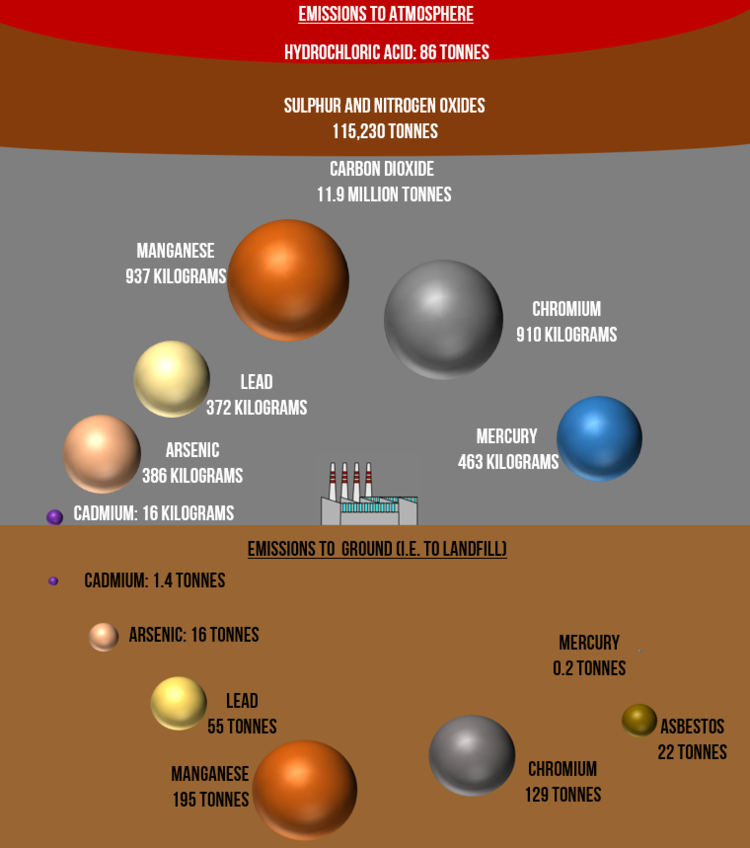 EMISSIONS TO ATMOSPHERE
HYDROCHLORIC ACID: 86 TONNES
SULPHUR AND NITROGEN OXIDES
115,230 TONNES
CARBON DIOXIDE
11.9 MILLION TONNES
MANGANESE
937 KILOGRAMS
CHROMIUM
910 KILOGRAMS
LEAD
372 KILOGRAMS
MERCURY
463 KILOGRAMS
ARSENIC
386 KILOGRAMS
CADMIUM: 16 KILOGRAMS
EMISSIONS TO GROUND (I.E. TO LANDFILL)
CADMIUM: 1.4 TONNES
ARSENIC: 16 TONNES
MERCURY
0.2 TONNES
LEAD
55 TONNES
ASBESTOS
22 TONNES
MANGANESE
195 TONNES
CHROMIUM
129 TONNES